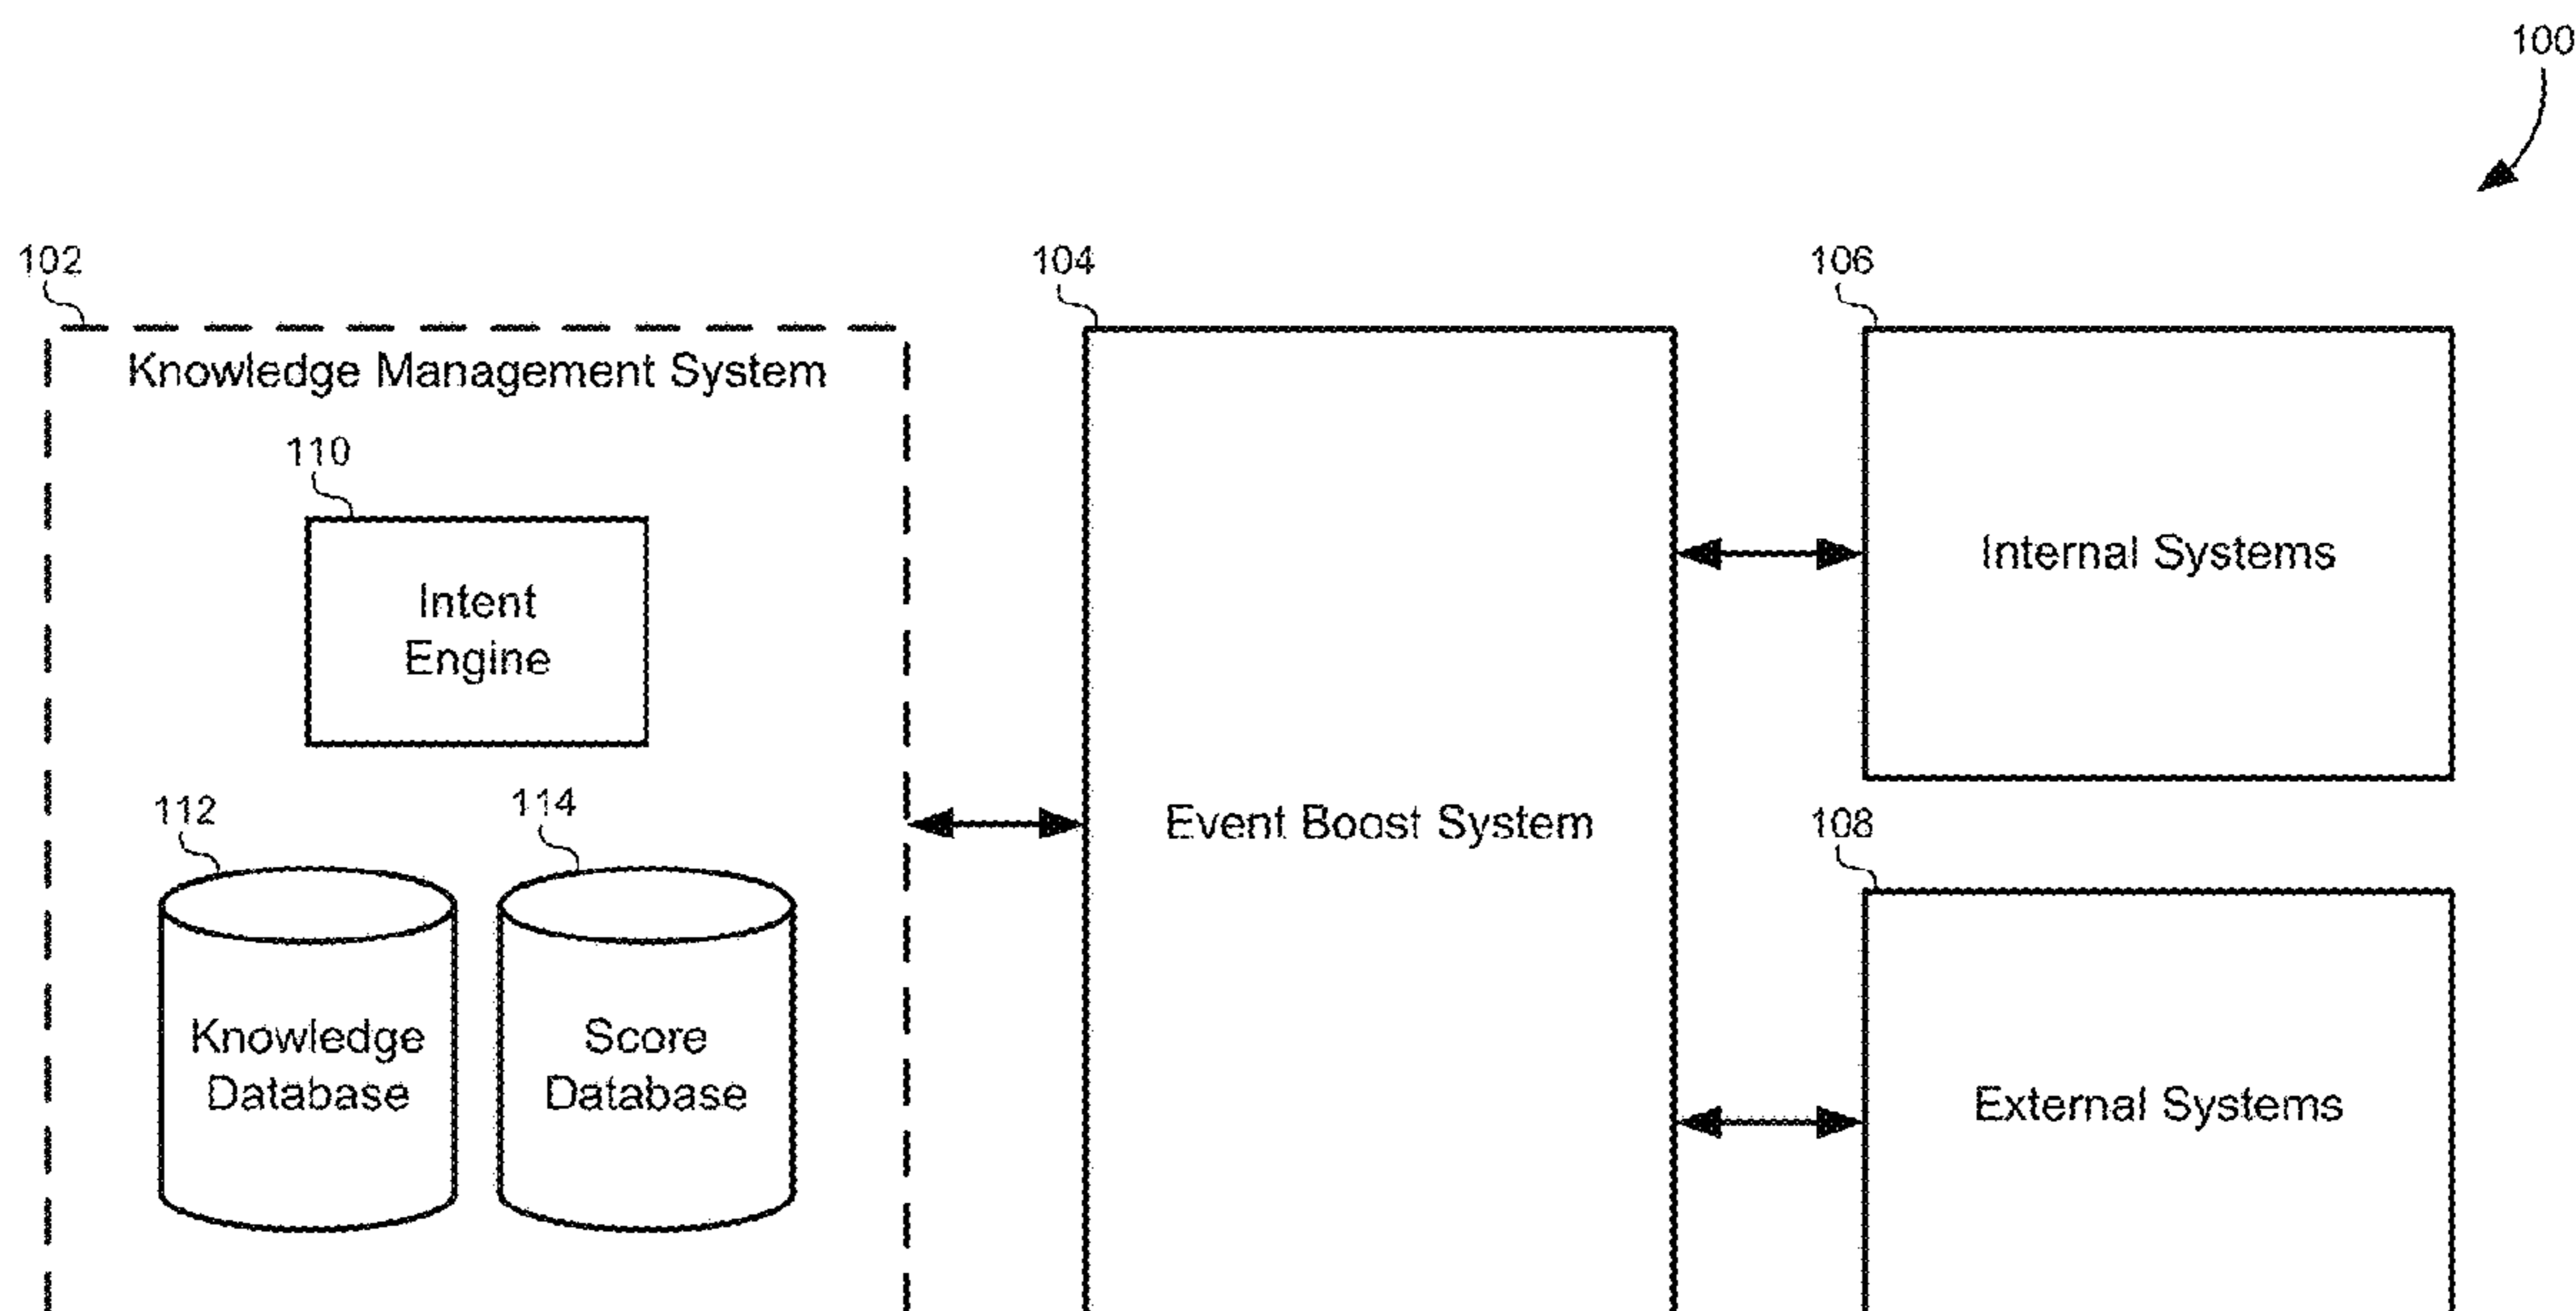 100
102
104
106
Knowledge Management System
110
Intent
Engine
Internal Systems
112
114
Event Boost System
108
Knowledge
Database
Score
Database
External Systems